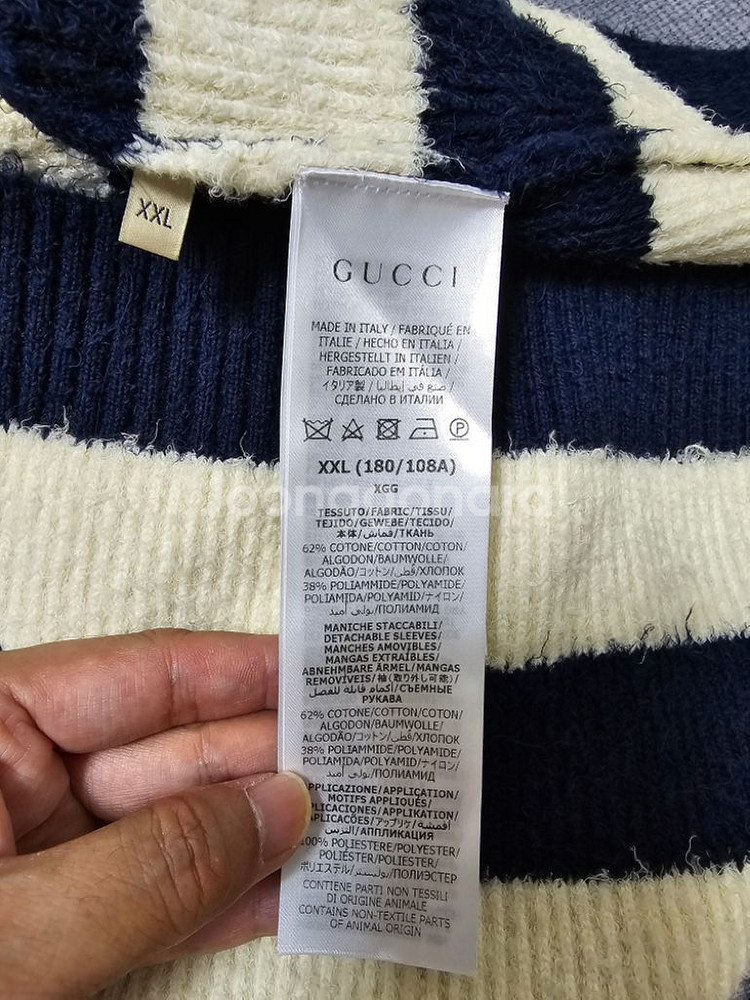 XXL
GUCCI
MADE IN ITALY / FABRIQUÉ EN
ITALIE / HECHO EN ITALIA /
HERGESTELLT IN ITALIEN /
FABRICADO EM ITÁLIA /
イタリア製 / صنع في إيطاليا /
СДЕЛАНО В ИТАЛИИ
XXL (180/108A)
XGG
TESSUTO/FABRIC/TISSU/
TEJIDO/GEWEBE/TECIDO/
本体/قماش/ТКАНЬ
62% COTONE/COTTON/COTON/
ALGODON/BAUMWOLLE/
ALGODÃO/コットン/قطن/ХЛОПОК
38% POLIAMMIDE/POLYAMIDE/
POLIAMIDA/POLYAMID/ナイロン/
بولي أميد/ПОЛИАМИД
MANICHE STACCABILI/
DETACHABLE SLEEVES/
MANCHES AMOVIBLES/
MANGAS EXTRAÍBLES/
ABNEHMBARE ÄRMEL/MANGAS
REMOVÍVEIS/袖(取り外し可能)/
أكمام قابلة للفصل/СЪЕМНЫЕ
РУКАВА
62% COTONE/COTTON/COTON/
ALGODON/BAUMWOLLE/
ALGODÃO/コットン/قطن/ХЛОПОК
38% POLIAMMIDE/POLYAMIDE/
POLIAMIDA/POLYAMID/ナイロン/
بولي أميد/ПОЛИАМИД
APPLICAZIONE/APPLICATION/
MOTIFS APPLIQUÉS/
APLICACIONES/APPLIKATION/
APLICACÕES/アップリケ/أقمشة
التزيين/АППЛИКАЦИЯ
100% POLIESTERE/POLYESTER/
POLIÉSTER/POLIESTER/
ポリエステル/بوليستر/ПОЛИЭСТЕР
CONTIENE PARTI NON TESSILI
DI ORIGINE ANIMALE
CONTAINS NON-TEXTILE PARTS
OF ANIMAL ORIGIN